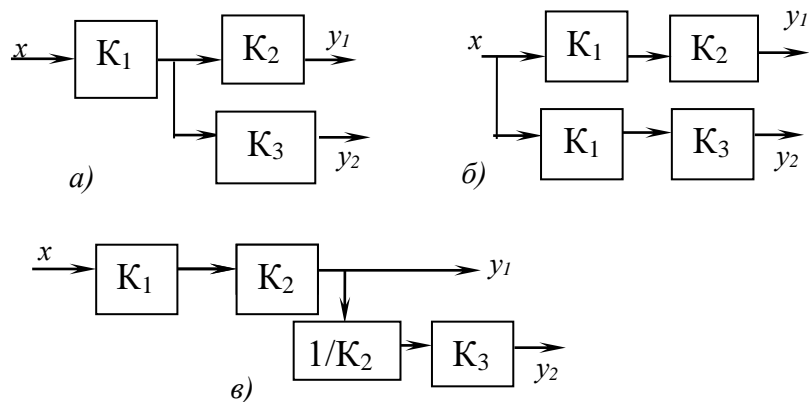 x K₁ K₂ y₁
K₃ y₂
а)
x K₁ K₂ y₁
K₁ K₃ y₂
б)
x K₁ K₂ y₁
1/K₂ K₃ y₂
в)